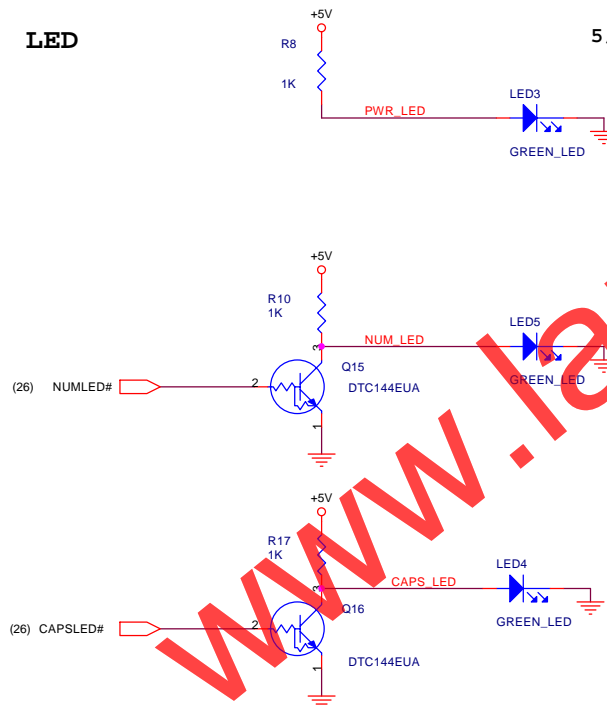 LED
5
+5V
R8
1K
PWR_LED
LED3
GREEN_LED
+5V
R10
1K
3
NUM_LED
LED5
GREEN_LED
(26) NUMLED#
2
Q15
DTC144EUA
1
+5V
R17
1K
3
CAPS_LED
LED4
GREEN_LED
(26) CAPSLED#
2
Q16
DTC144EUA
1
www.la